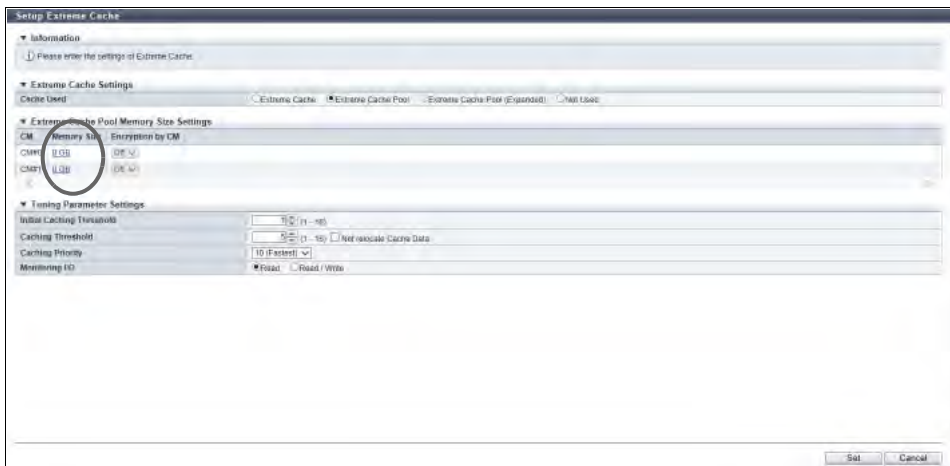 Setup Extreme Cache
▼ Information
Please enter the settings of Extreme Cache.
▼ Extreme Cache Settings
Cache Used Extreme Cache Extreme Cache Pool Extreme Cache Pool (Expanded) Not Used
▼ Extreme Cache Pool Memory Size Settings
CM Memory Size Encryption by CM
CM#0 0 GB Off
CM#1 0 GB Off
▼ Tuning Parameter Settings
Initial Caching Threshold
Caching Threshold 5 (1 - 15) Not relocate Cache Data
Caching Priority 10 (Fastest)
Monitoring I/O Read Read / Write
Set Cancel